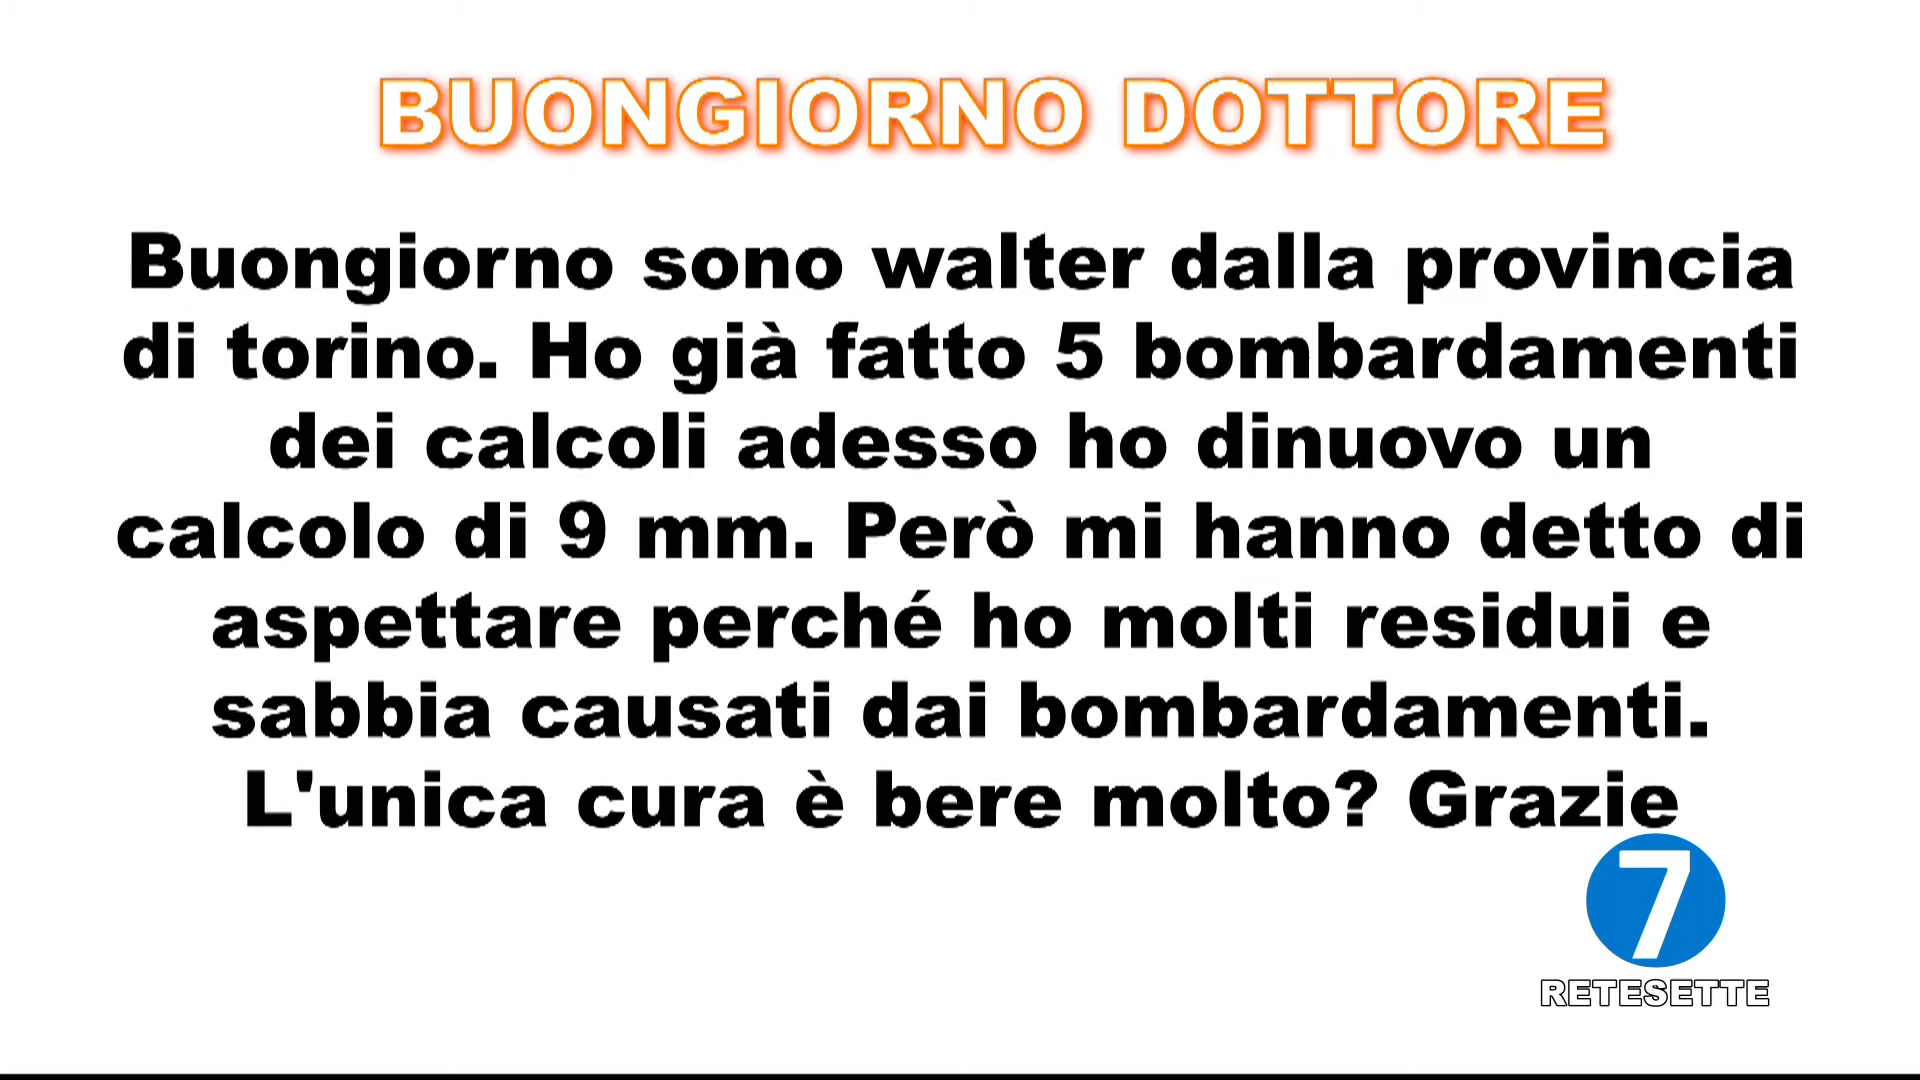 BUONGIORNO DOTTORE
Buongiorno sono walter dalla provincia
di torino. Ho già fatto 5 bombardamenti
dei calcoli adesso ho dinuovo un
calcolo di 9 mm. Però mi hanno detto di
aspettare perché ho molti residui e
sabbia causati dai bombardamenti.
L'unica cura è bere molto? Grazie
7
RETESETTE